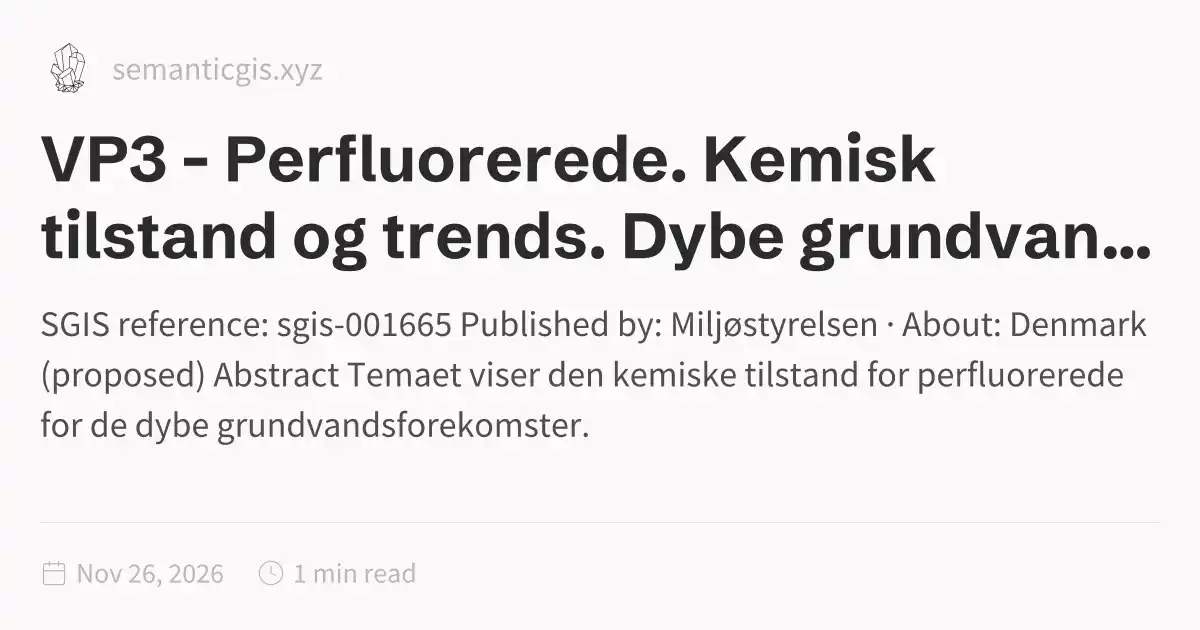 semanticgis.xyz
VP3 - Perfluorerede. Kemisk
tilstand og trends. Dybe grundvan...
SGIS reference: sgis-001665 Published by: Miljøstyrelsen · About: Denmark
(proposed) Abstract Temaet viser den kemiske tilstand for perfluorerede
for de dybe grundvandsforekomster.
Nov 26, 2026 1 min read